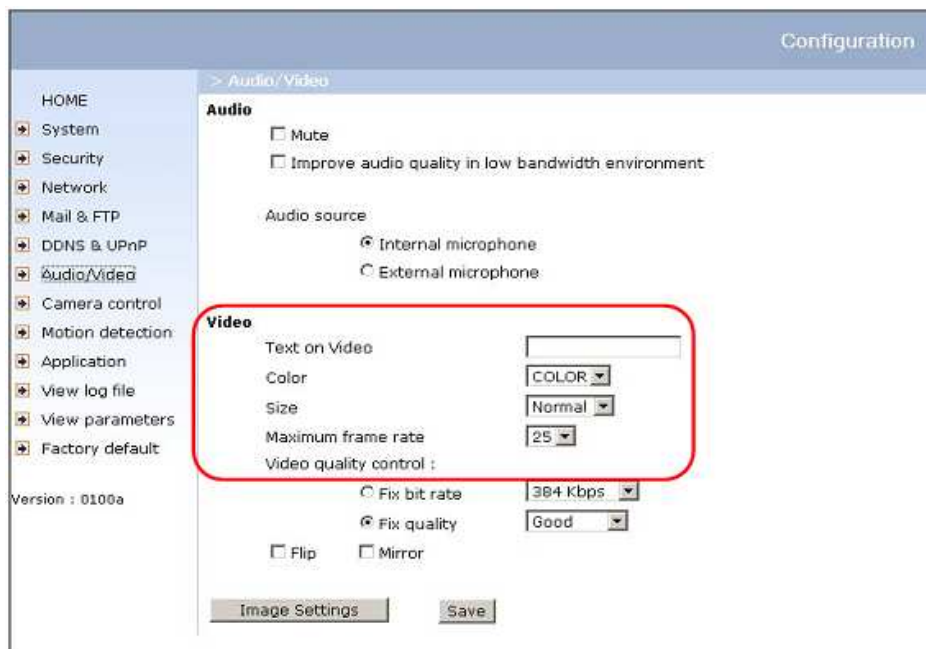 Configuration
> Audio/Video
HOME
System
Security
Network
Mail & FTP
DDNS & UPnP
Audio/Video
Camera control
Motion detection
Application
View log file
View parameters
Factory default
Version : 0100a
Audio
Mute
Improve audio quality in low bandwidth environment
Audio source
Internal microphone
External microphone
Video
Text on Video
Color COLOR
Size Normal
Maximum frame rate 25
Video quality control :
Fix bit rate 384 Kbps
Fix quality Good
Flip Mirror
Image Settings Save